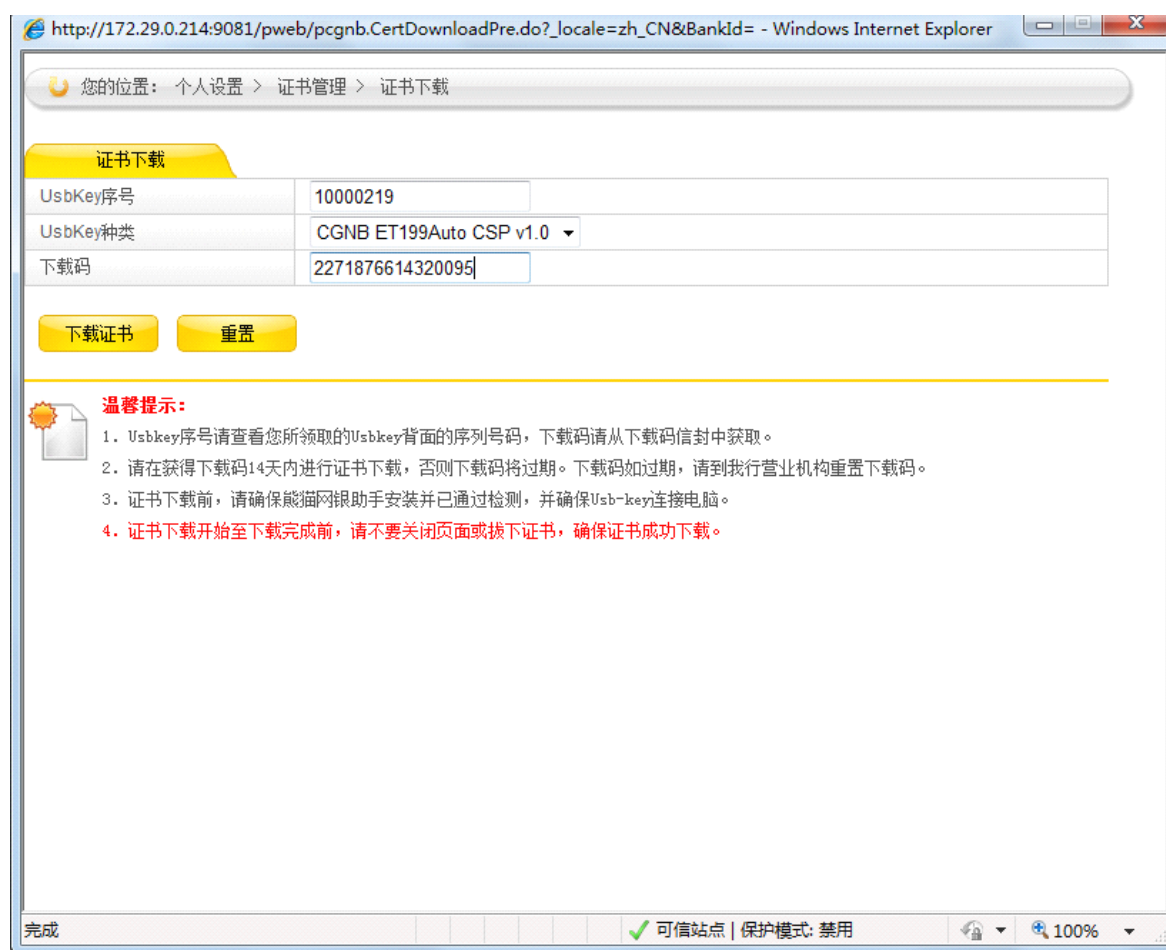 http://172.29.0.214:9081/pweb/pcgnb.CertDownloadPre.do?_locale=zh_CN&BankId= - Windows Internet Explorer
您的位置： 个人设置 > 证书管理 > 证书下载
证书下载
UsbKey序号 10000219
UsbKey种类 CGNB ET199Auto CSP v1.0
下载码 2271876614320095
下载证书 重置
温馨提示：
1. Usbkey序号请查看您所领取的Usbkey背面的序列号码，下载码请从下载码信封中获取。
2. 请在获得下载码14天内进行证书下载，否则下载码将过期。下载码如过期，请到我行营业机构重置下载码。
3. 证书下载前，请确保熊猫网银助手安装并已通过检测，并确保Usb-key连接电脑。
4. 证书下载开始至下载完成前，请不要关闭页面或拔下证书，确保证书成功下载。
完成 可信站点 | 保护模式: 禁用 100%